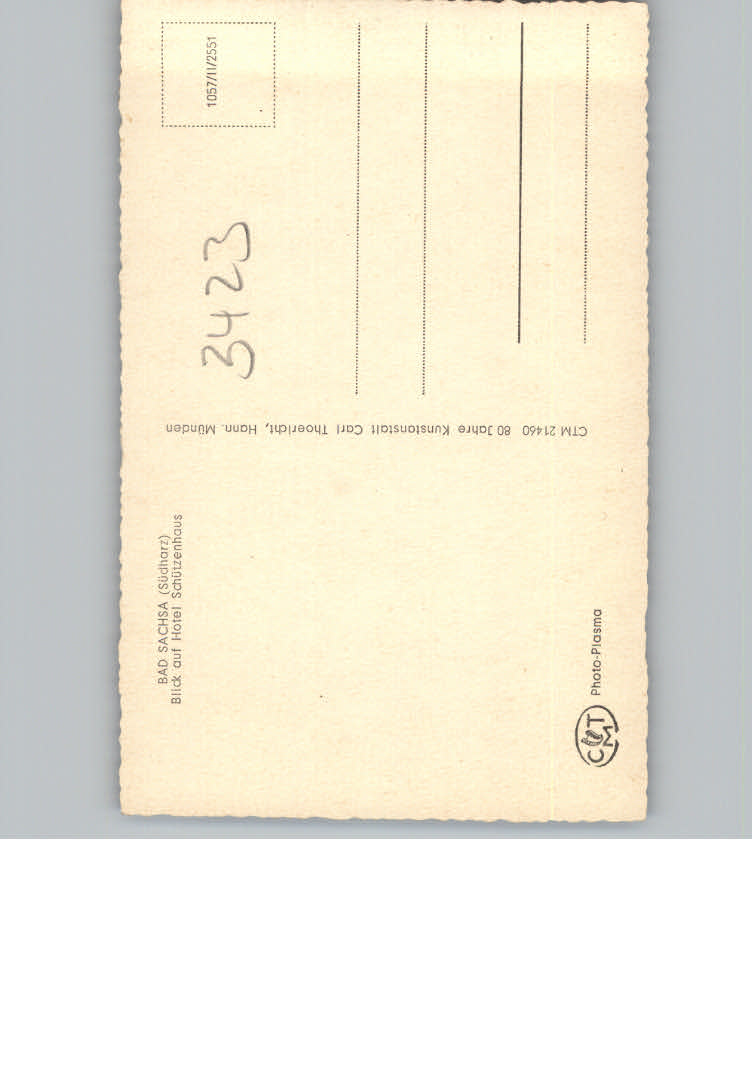 BAD SACHSA (Südharz)
Blick auf Hotel Schützenhaus
1057/II/2551
3423
CTM 21460 80 Jahre Kunstanstalt Carl Thoericht, Hann. Münden
CTM
Photo-Plasma